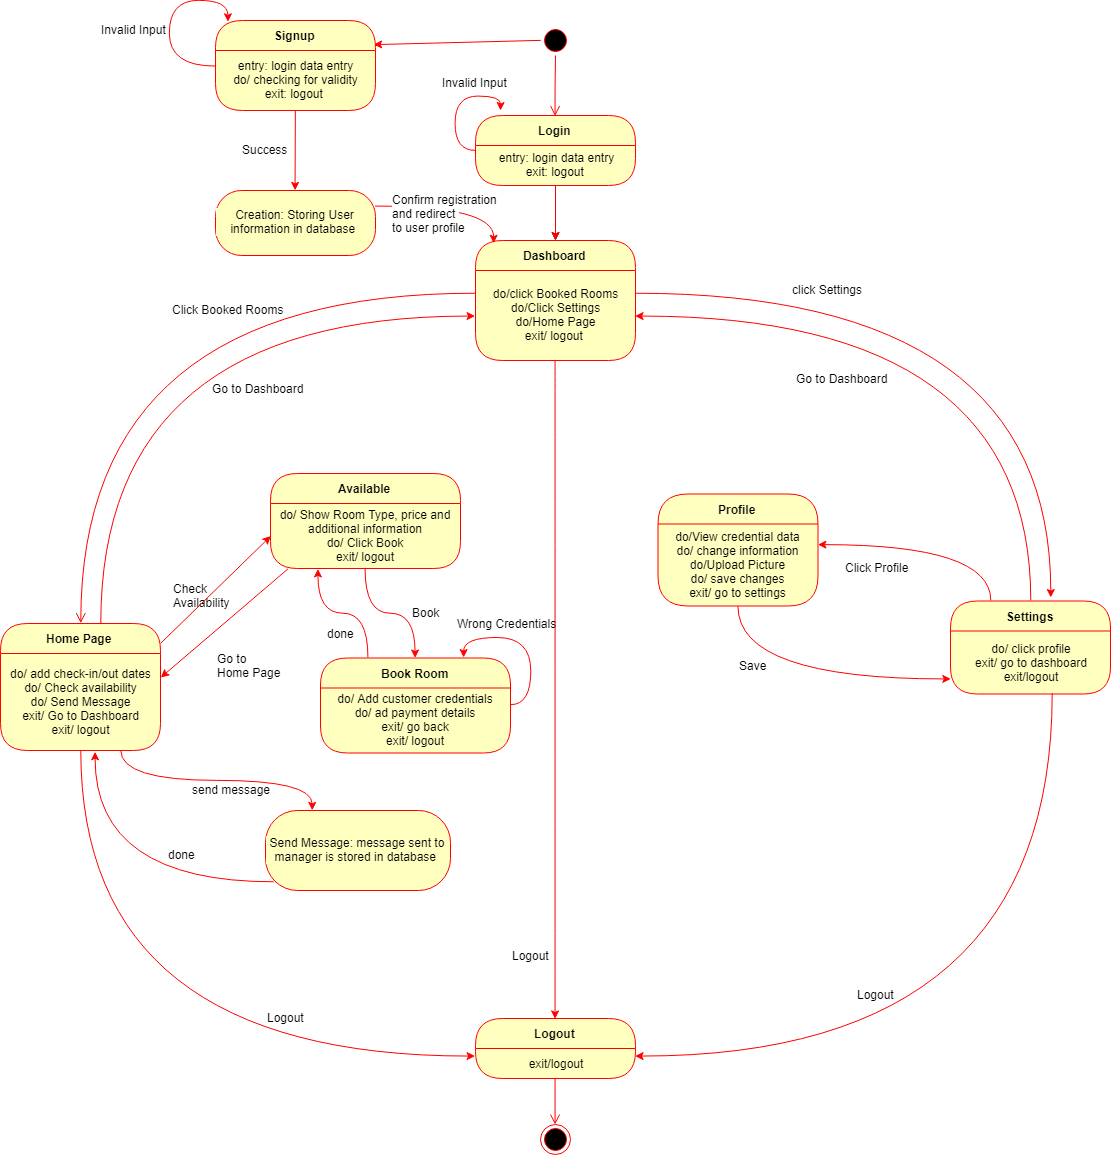 Invalid Input
Signup
entry: login data entry
do/ checking for validity
exit: logout
Invalid Input
Login
entry: login data entry
exit: logout
Success
Creation: Storing User
information in database
Confirm registration
and redirect
to user profile
Dashboard
do/click Booked Rooms
do/Click Settings
do/Home Page
exit/ logout
Click Booked Rooms
click Settings
Go to Dashboard
Go to Dashboard
Available
do/ Show Room Type, price and
additional information
do/ Click Book
exit/ logout
Profile
do/View credential data
do/ change information
do/Upload Picture
do/ save changes
exit/ go to settings
Click Profile
Check
Availability
Book
done
Wrong Credentials
Home Page
do/ add check-in/out dates
do/ Check availability
do/ Send Message
exit/ Go to Dashboard
exit/ logout
Go to
Home Page
Book Room
do/ Add customer credentials
do/ ad payment details
exit/ go back
exit/ logout
Save
Settings
do/ click profile
exit/ go to dashboard
exit/logout
send message
Send Message: message sent to
manager is stored in database
done
Logout
Logout
Logout
Logout
exit/logout